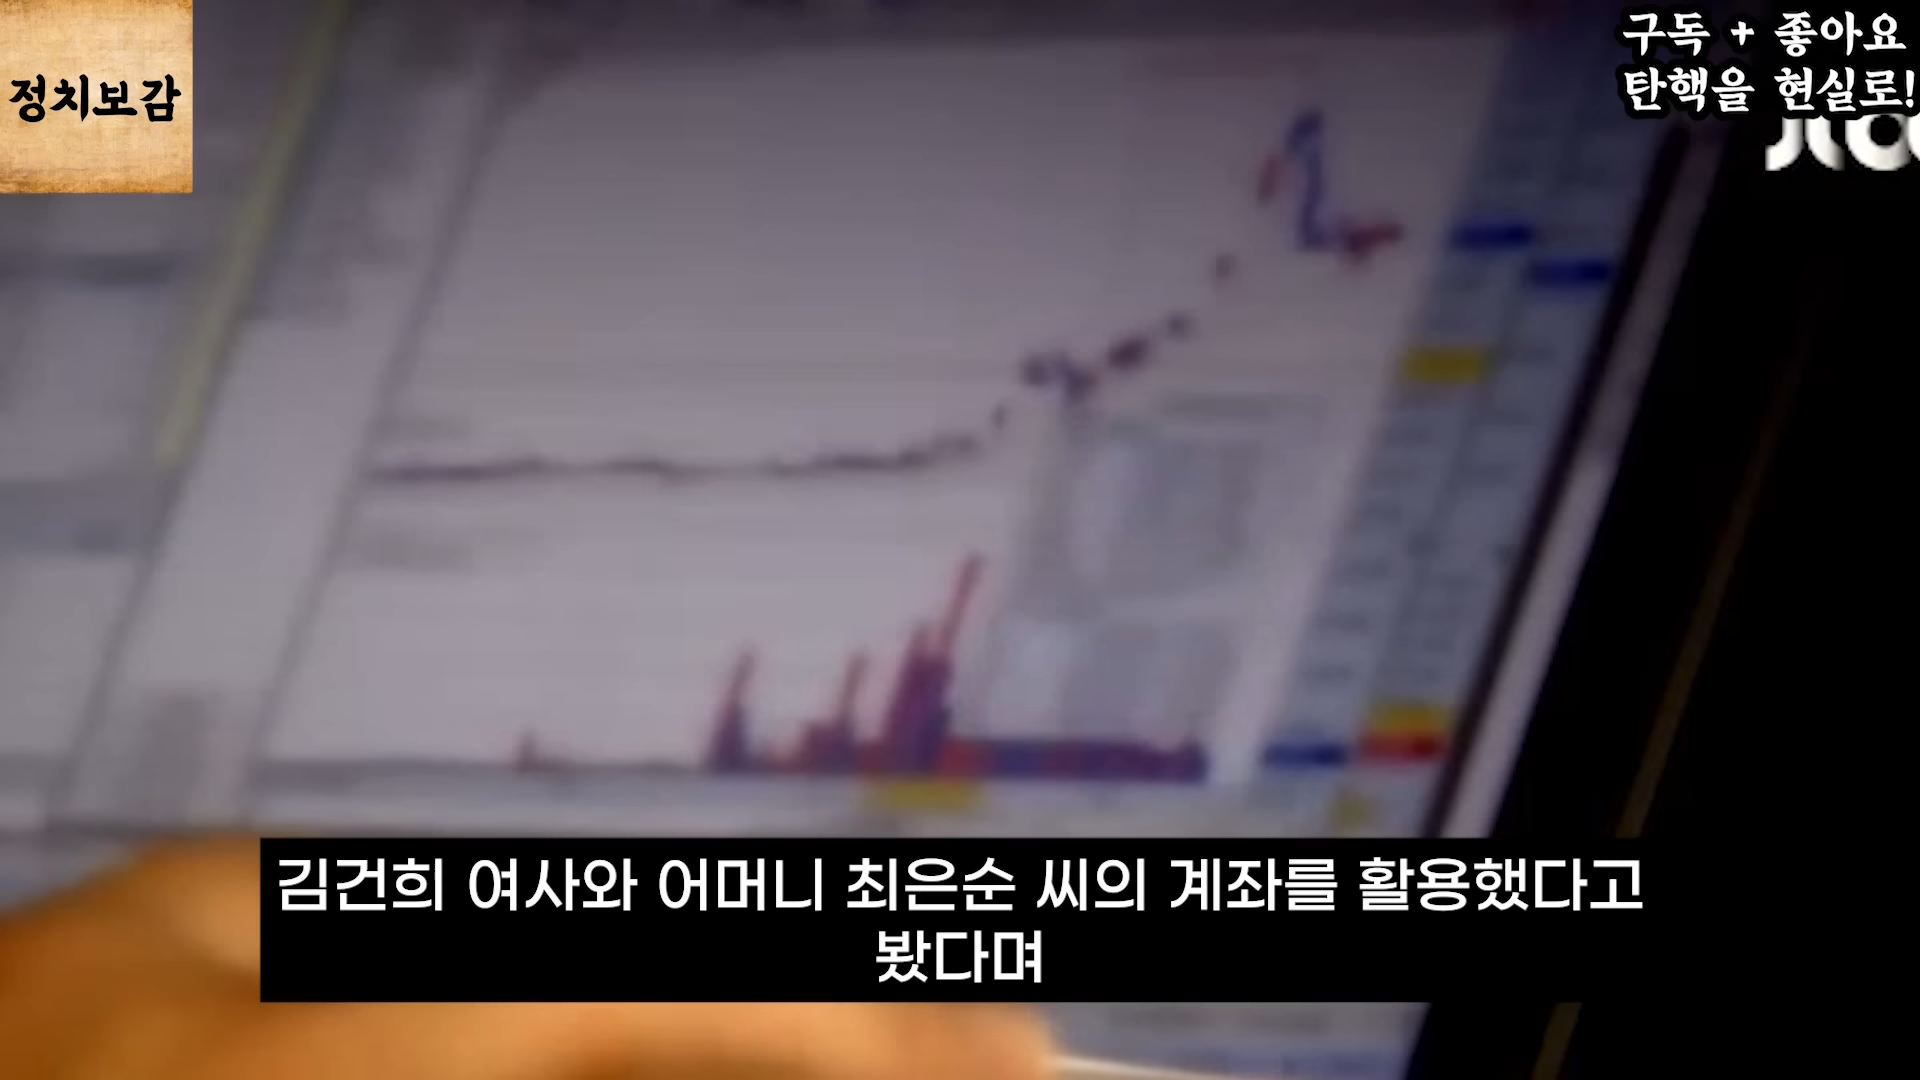 정치보감
구독 + 좋아요
탄핵을 현실로!
김건희 여사와 어머니 최은순 씨의 계좌를 활용했다고
봤다며